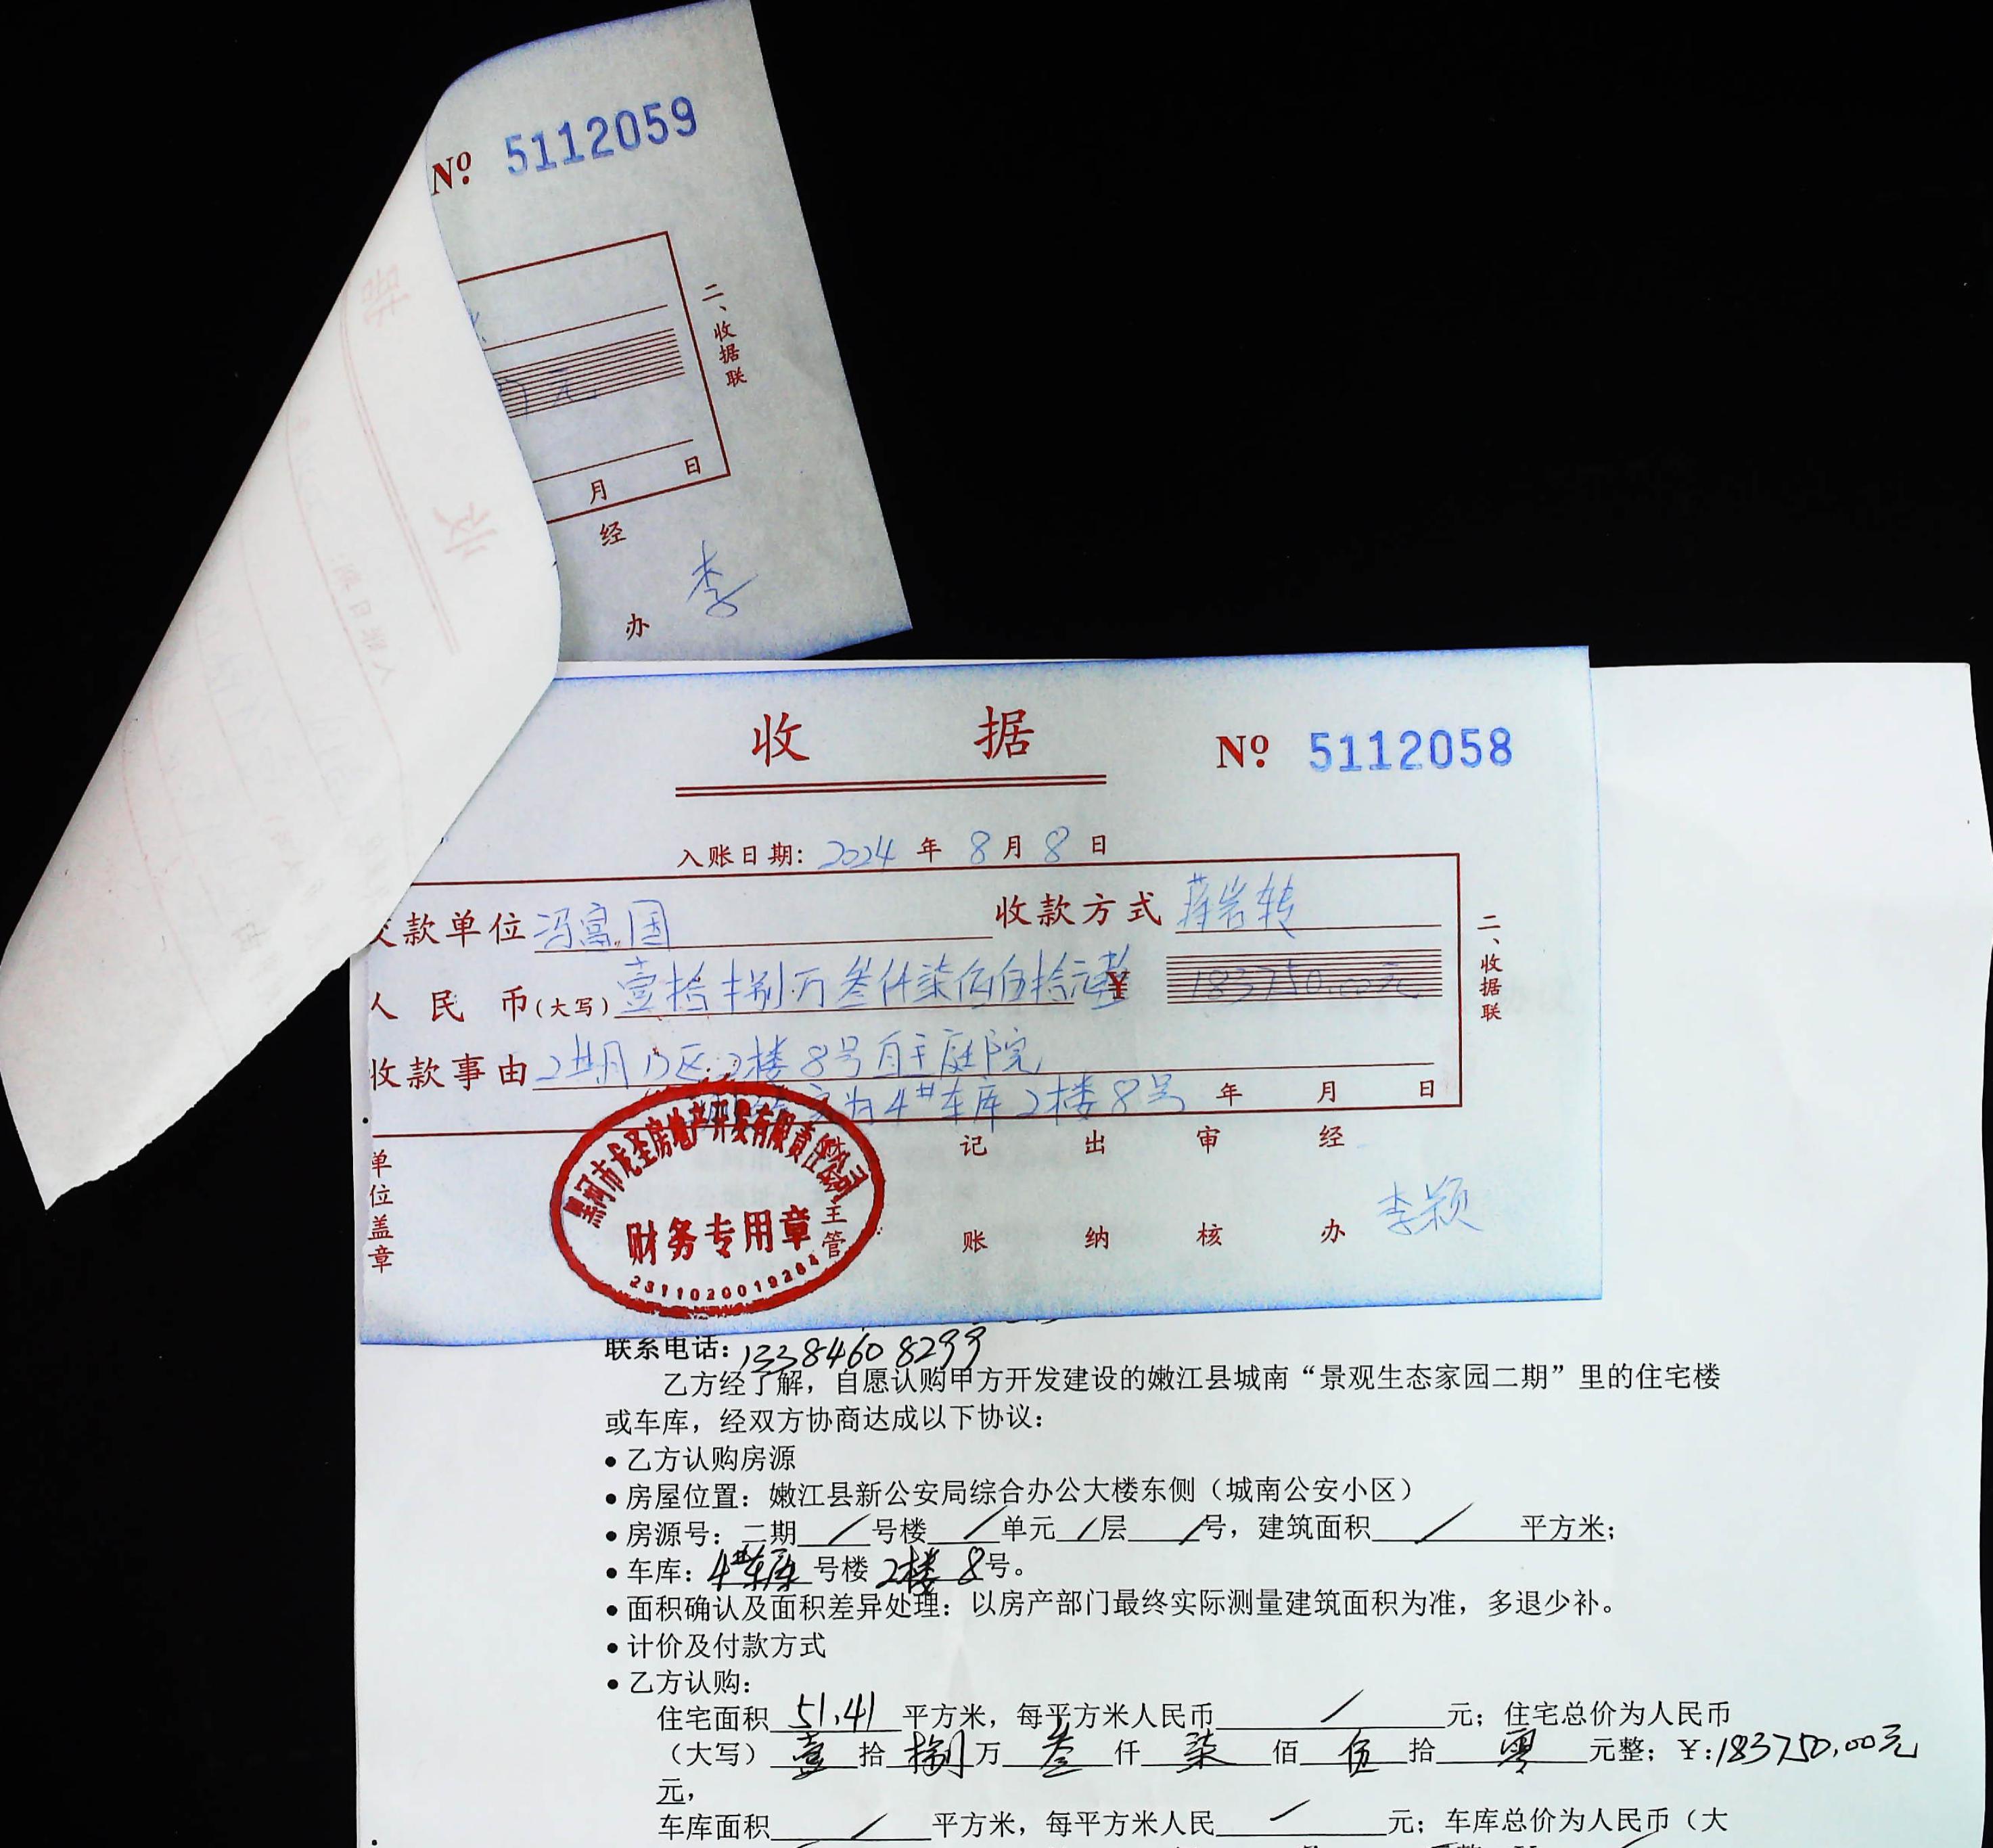 № 5112059
二、收据联
元
月 日
经
办 李
收 据
№ 5112058
入账日期: 2024 年 8 月 8 日
交款单位 冯富国 收款方式 蒋岩转
人民币(大写) 壹拾捌万叁仟柒佰伍拾元整 ¥ 183750.00元
收款事由 2期D区2楼8号自主庭院
为4#车库2楼8号 年 月 日
二、收据联
单位盖章
黑河市龙圣房地产开发有限责任公司
财务专用章
主管
记账 出纳 审核 经办 李颖
联系电话: 13384608299
乙方经了解，自愿认购甲方开发建设的嫩江县城南“景观生态家园二期”里的住宅楼
或车库，经双方协商达成以下协议：
• 乙方认购房源
• 房屋位置：嫩江县新公安局综合办公大楼东侧（城南公安小区）
• 房源号：二期 / 号楼 / 单元 / 层 / 号，建筑面积 / 平方米；
• 车库： 4#车库 号楼 2楼 8号。
• 面积确认及面积差异处理：以房产部门最终实际测量建筑面积为准，多退少补。
• 计价及付款方式
• 乙方认购：
住宅面积 51.41 平方米，每平方米人民币 / 元；住宅总价为人民币
（大写）壹拾捌万叁仟柒佰伍拾零元整；¥:183750.00元
元，
车库面积 / 平方米，每平方米人民 / 元；车库总价为人民币（大